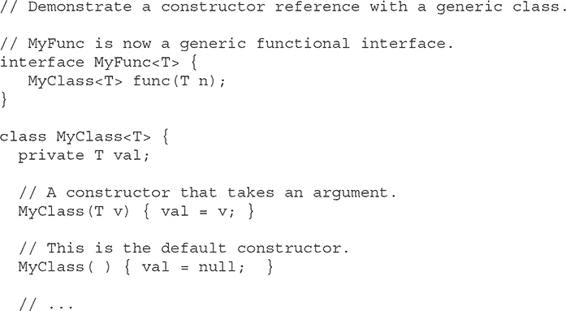 // Demonstrate a constructor reference with a generic class.
// MyFunc is now a generic functional interface.
interface MyFunc<T> {
   MyClass<T> func(T n);
}
class MyClass<T> {
  private T val;
  // A constructor that takes an argument.
  MyClass(T v) { val = v; }
  // This is the default constructor.
  MyClass( ) { val = null;  }
  // ...